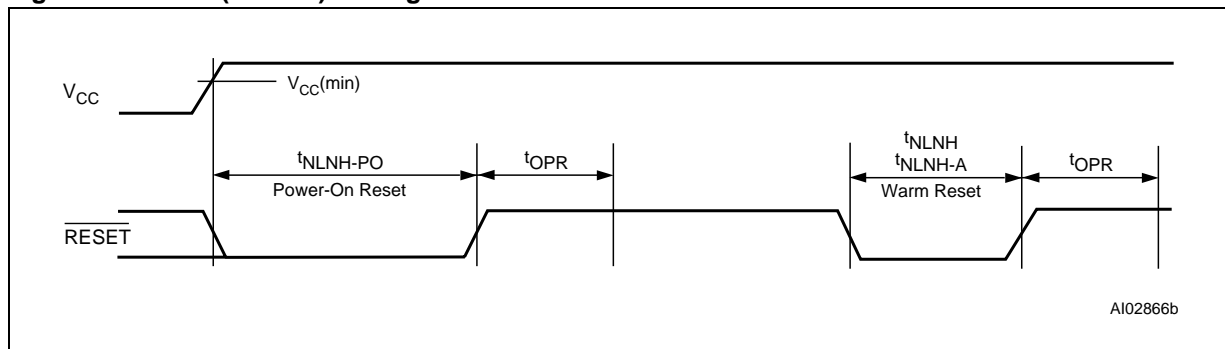 V_CC
V_CC(min)
t_NLNH-PO
Power-On Reset
t_OPR
t_NLNH
t_NLNH-A
Warm Reset
t_OPR
RESET
AI02866b